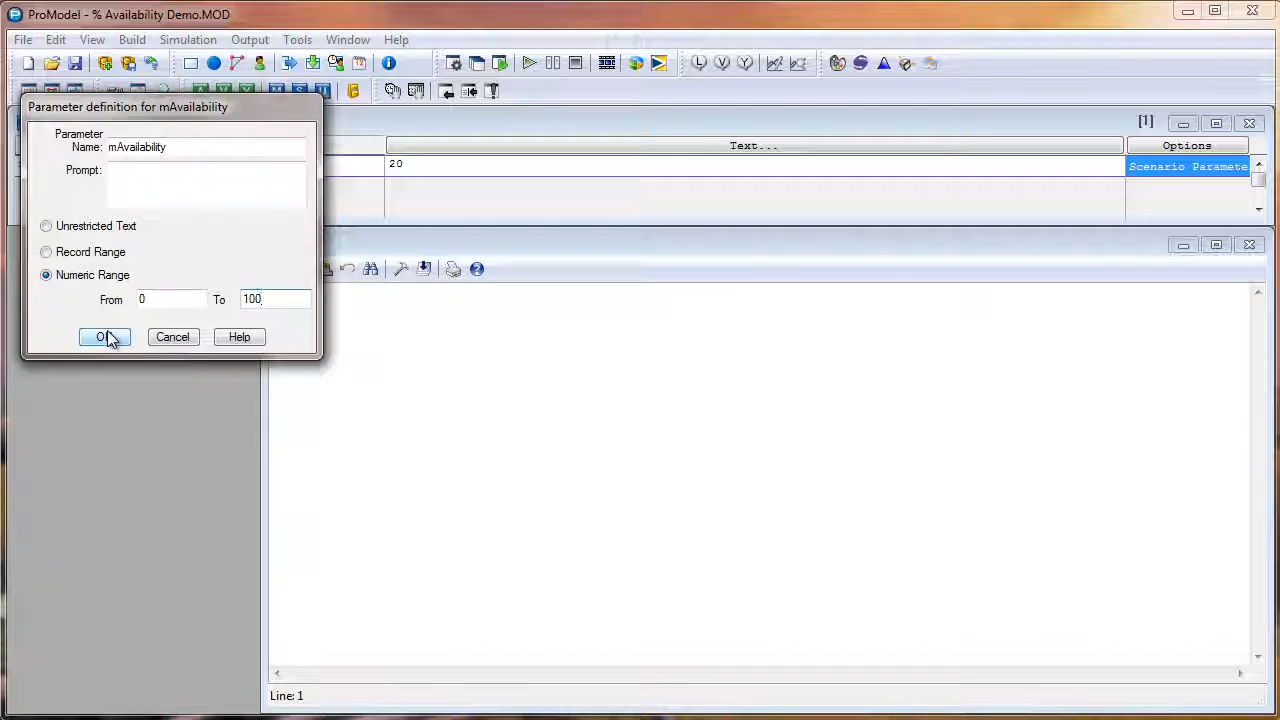 ProModel - % Availability Demo.MOD
File Edit View Build Simulation Output Tools Window Help
Parameter definition for mAvailability
[1]
Parameter
Name: mAvailability
Text... Options
20 Scenario Paramete
Prompt:
Unrestricted Text
Record Range
Numeric Range
From 0 To 100
Cancel Help
Line: 1